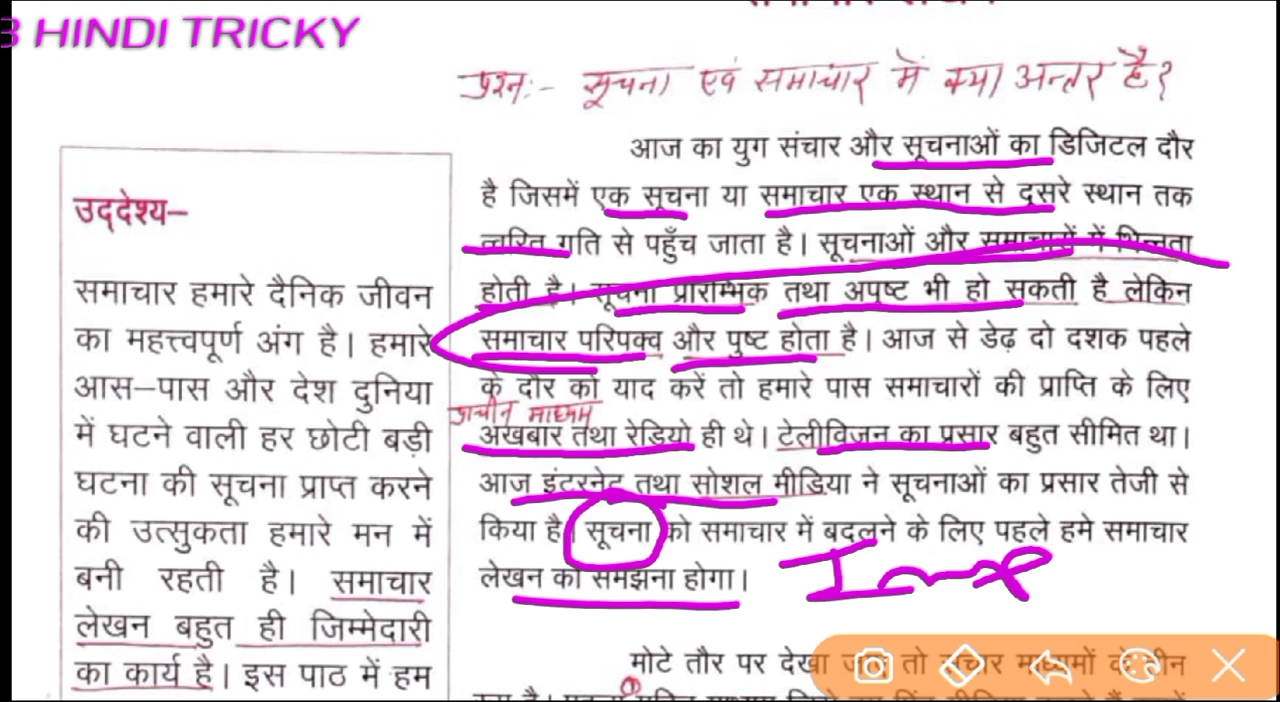 3 HINDI TRICKY
प्रश्न:- सूचना एवं समाचार में क्या अन्तर है?
उद्देश्य–
समाचार हमारे दैनिक जीवन
का महत्त्वपूर्ण अंग है। हमारे
आस–पास और देश दुनिया
में घटने वाली हर छोटी बड़ी
घटना की सूचना प्राप्त करने
की उत्सुकता हमारे मन में
बनी रहती है। समाचार
लेखन बहुत ही जिम्मेदारी
का कार्य है। इस पाठ में हम
आज का युग संचार और सूचनाओं का डिजिटल दौर
है जिसमें एक सूचना या समाचार एक स्थान से दूसरे स्थान तक
त्वरित गति से पहुँच जाता है। सूचनाओं और समाचारों में भिन्नता
होती है। सूचना प्रारम्भिक तथा अपुष्ट भी हो सकती है लेकिन
समाचार परिपक्व और पुष्ट होता है। आज से डेढ़ दो दशक पहले
के दौर को याद करें तो हमारे पास समाचारों की प्राप्ति के लिए
प्राचीन माध्यम
अखबार तथा रेडियो ही थे। टेलीविजन का प्रसार बहुत सीमित था।
आज इंटरनेट तथा सोशल मीडिया ने सूचनाओं का प्रसार तेजी से
किया है। सूचना को समाचार में बदलने के लिए पहले हमे समाचार
लेखन को समझना होगा।
Imp
मोटे तौर पर देखा जाए तो संचार माध्यमों के तीन